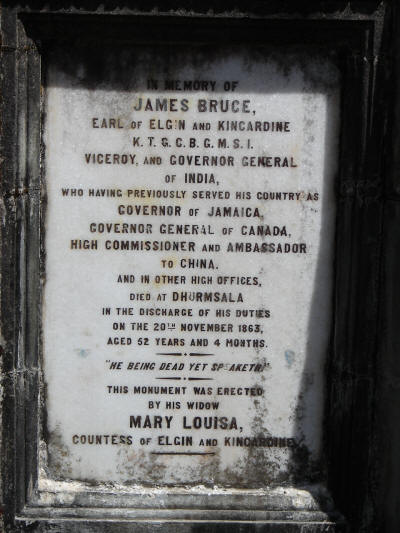 IN MEMORY OF
JAMES BRUCE,
EARL OF ELGIN AND KINCARDINE
K. T. G. C. B. G. M. S. I.
VICEROY, AND GOVERNOR GENERAL
OF INDIA,
WHO HAVING PREVIOUSLY SERVED HIS COUNTRY AS
GOVERNOR OF JAMAICA,
GOVERNOR GENERAL OF CANADA,
HIGH COMMISSIONER AND AMBASSADOR
TO CHINA.
AND IN OTHER HIGH OFFICES,
DIED AT DHURMSALA
IN THE DISCHARGE OF HIS DUTIES
ON THE 20TH NOVEMBER 1863,
AGED 52 YEARS AND 4 MONTHS.
"HE BEING DEAD YET SPEAKETH"
THIS MONUMENT WAS ERECTED
BY HIS WIDOW
MARY LOUISA,
COUNTESS OF ELGIN AND KINCARDINE